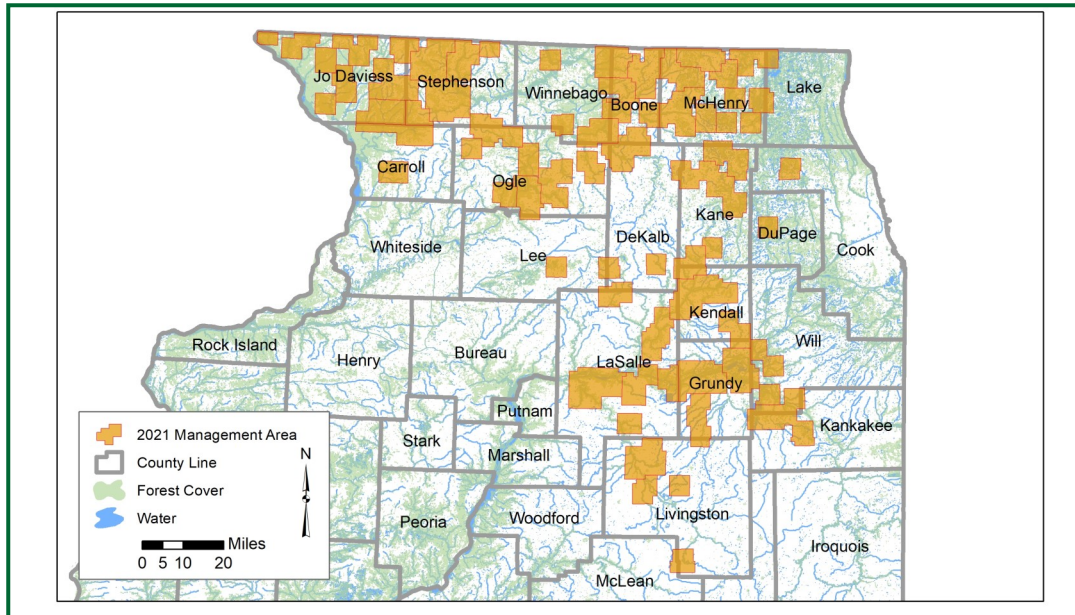 Jo Daviess
Stephenson
Winnebago
Boone
McHenry
Lake
Carroll
Ogle
Kane
DuPage
Cook
Whiteside
Lee
DeKalb
Kendall
Will
Rock Island
Henry
Bureau
LaSalle
Grundy
Putnam
Kankakee
Stark
Marshall
Peoria
Woodford
Livingston
Iroquois
McLean
2021 Management Area
N
County Line
Forest Cover
Water
Miles
0 5 10 20